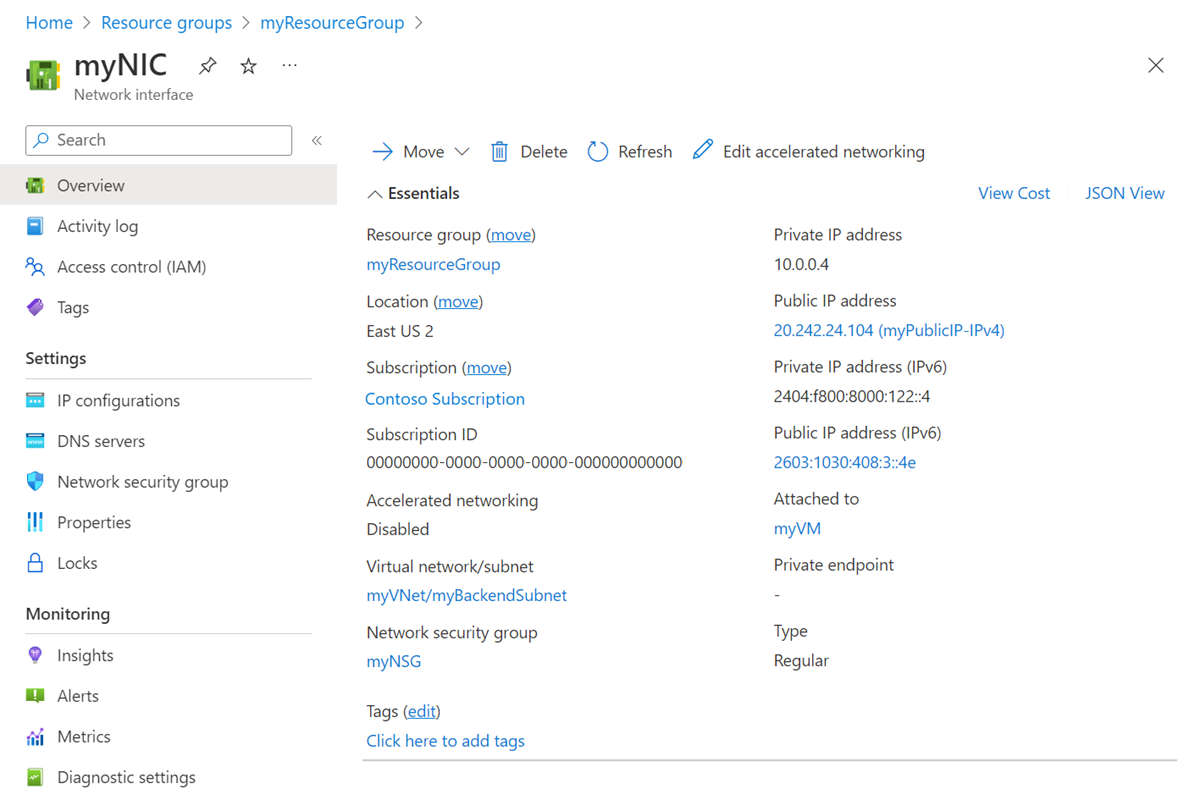 Home > Resource groups > myResourceGroup >
myNIC
Network interface
Search
Overview
Activity log
Access control (IAM)
Tags
Settings
IP configurations
DNS servers
Network security group
Properties
Locks
Monitoring
Insights
Alerts
Metrics
Diagnostic settings
Move Delete Refresh Edit accelerated networking
Essentials View Cost JSON View
Resource group (move)
myResourceGroup
Location (move)
East US 2
Subscription (move)
Contoso Subscription
Subscription ID
00000000-0000-0000-0000-000000000000
Accelerated networking
Disabled
Virtual network/subnet
myVNet/myBackendSubnet
Network security group
myNSG
Private IP address
10.0.0.4
Public IP address
20.242.24.104 (myPublicIP-IPv4)
Private IP address (IPv6)
2404:f800:8000:122::4
Public IP address (IPv6)
2603:1030:408:3::4e
Attached to
myVM
Private endpoint
-
Type
Regular
Tags (edit)
Click here to add tags